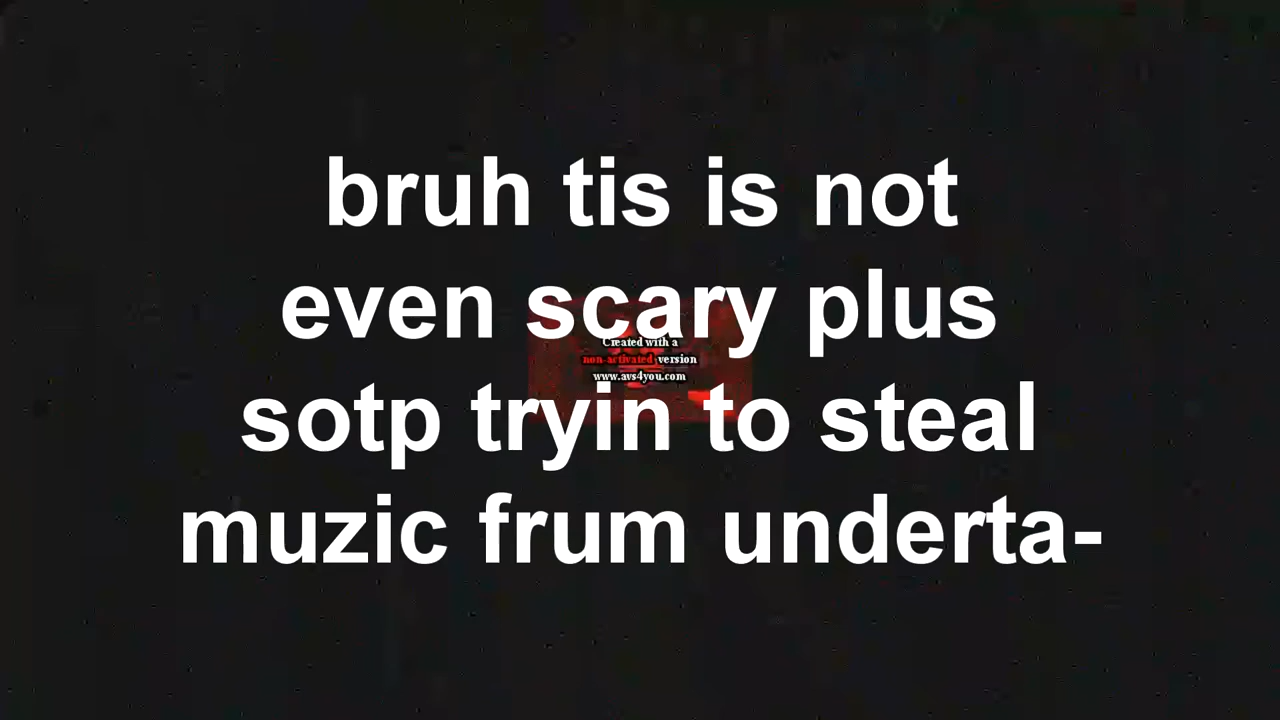 bruh tis is not
even scary plus
Created with a
non-activated version
www.avs4you.com
sotp tryin to steal
muzic frum underta-